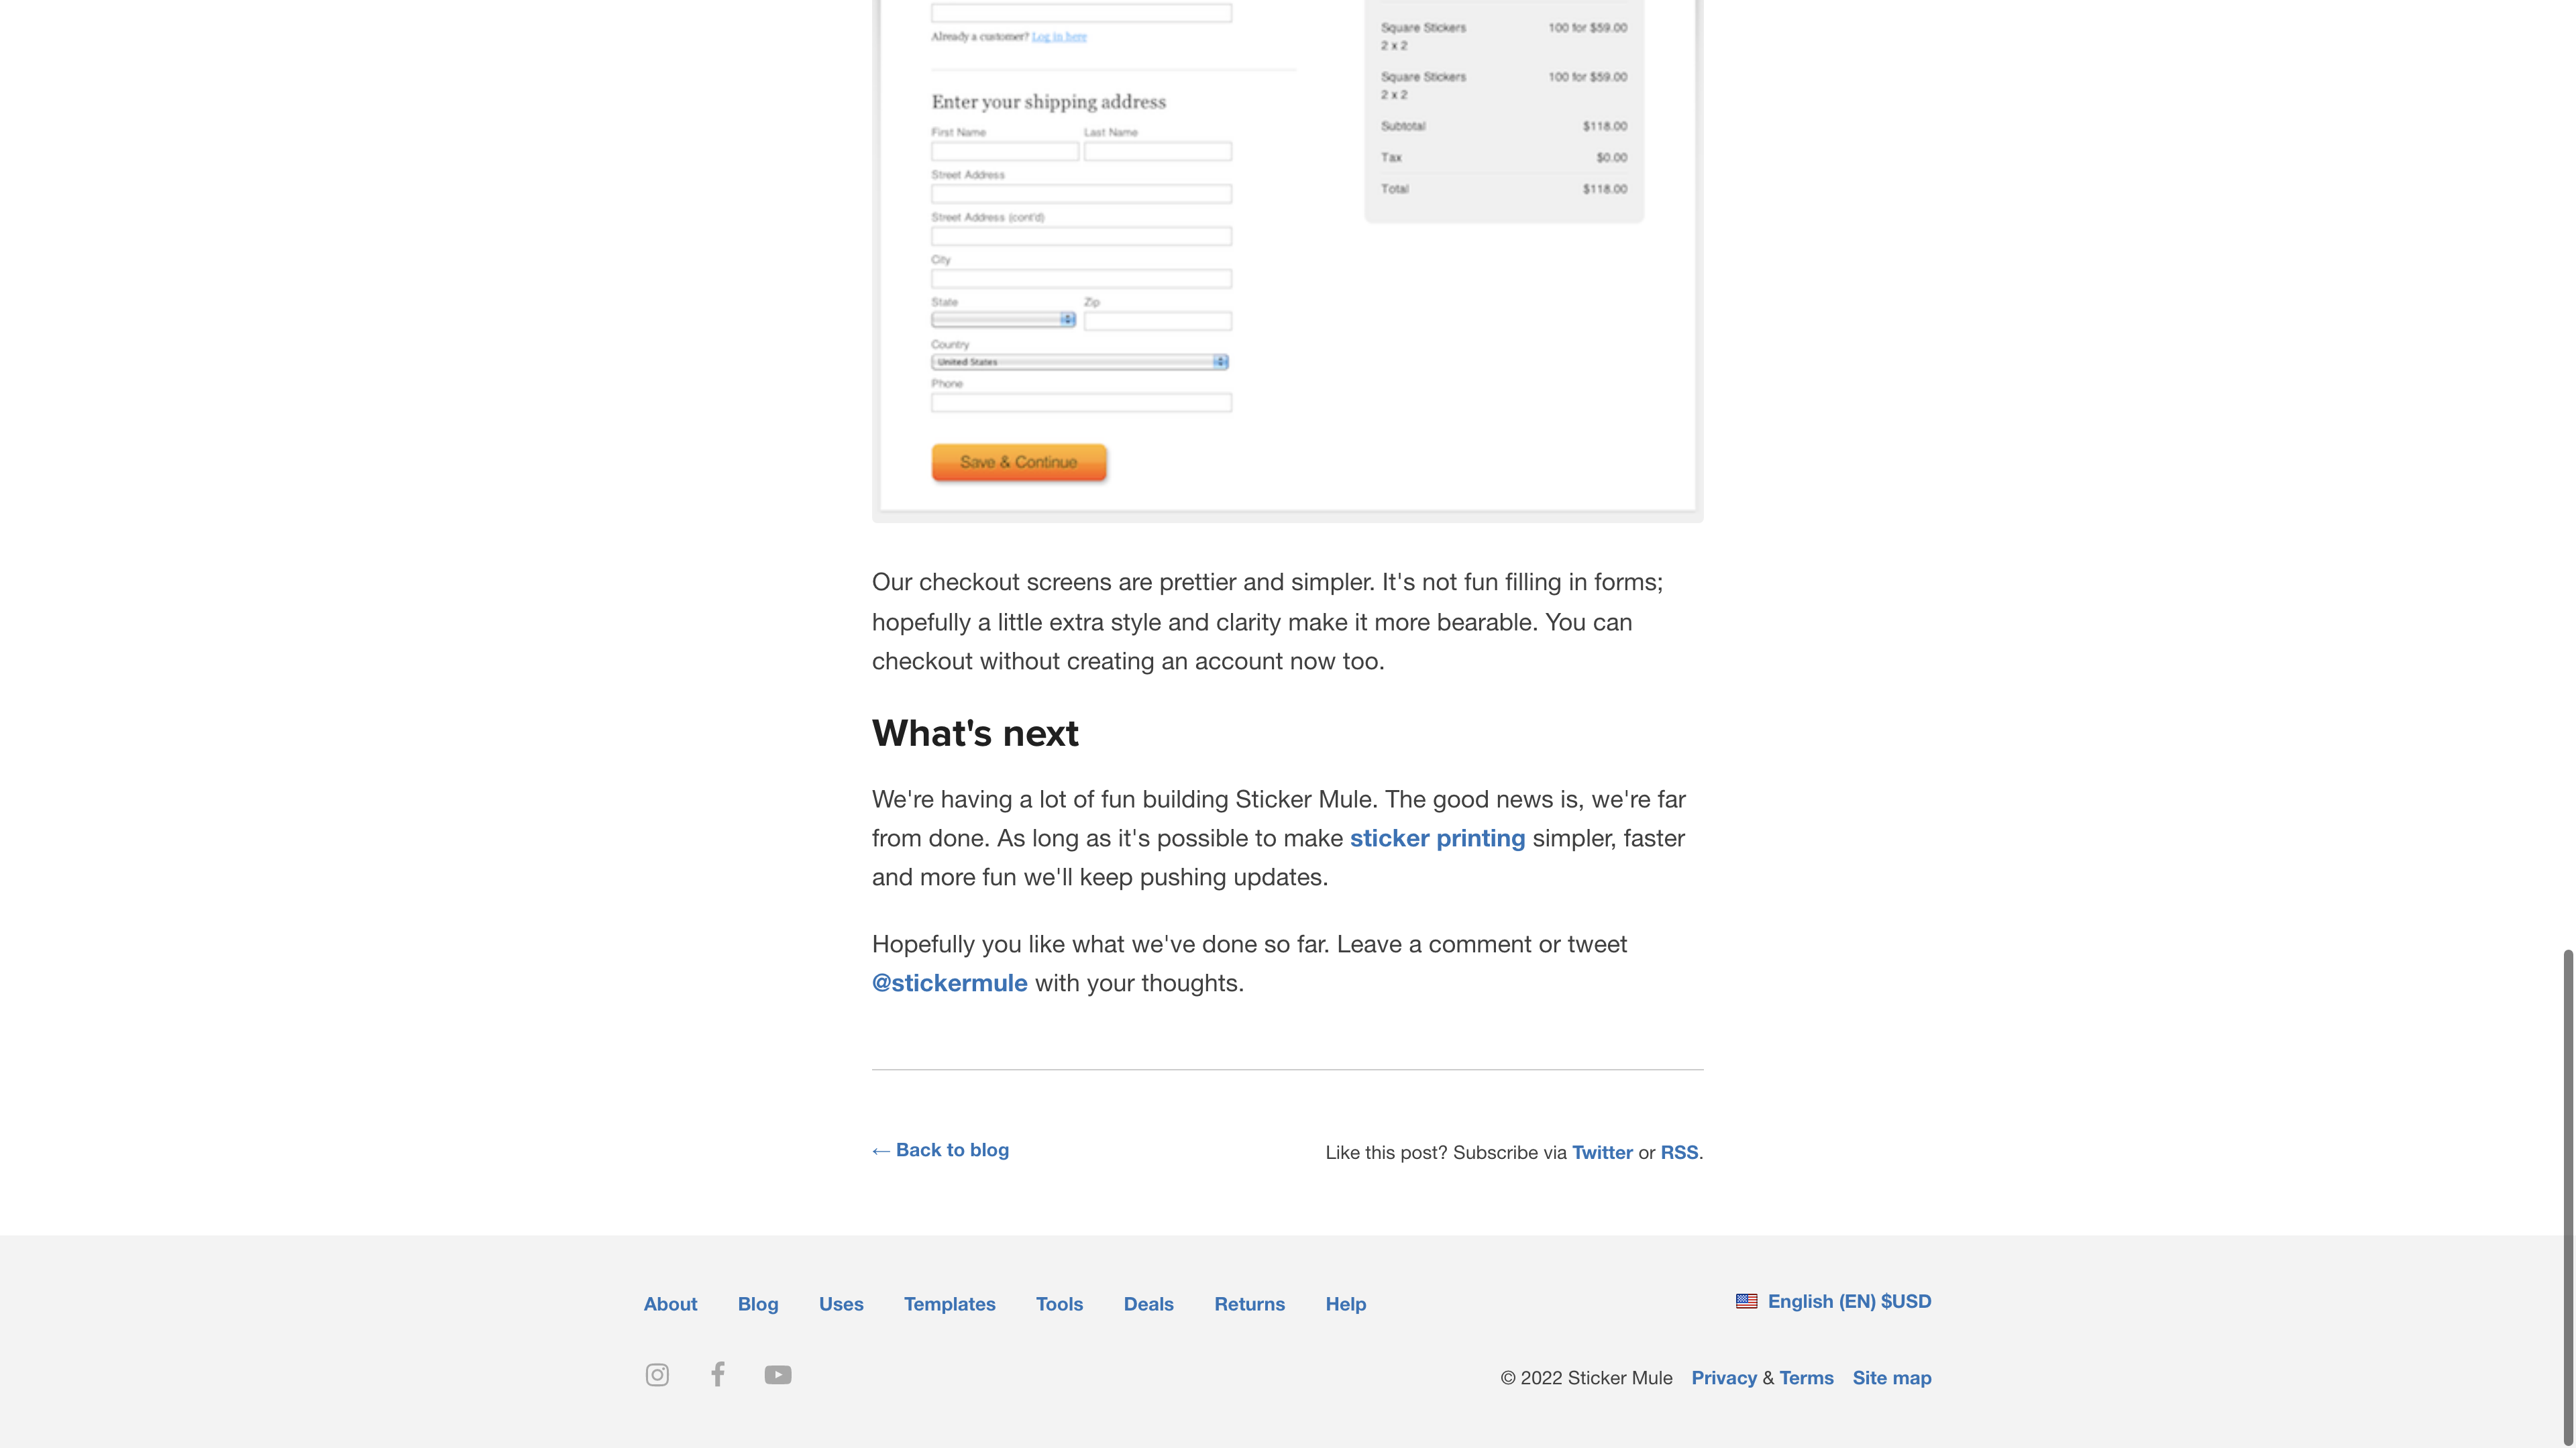 Already a customer? Log in here
Enter your shipping address
First Name Last Name
Street Address
Street Address (cont'd)
City
State Zip
Country
United States
Phone
Save & Continue
Square Stickers 100 for $59.00
2 x 2
Square Stickers 100 for $59.00
2 x 2
Subtotal $118.00
Tax $0.00
Total $118.00
Our checkout screens are prettier and simpler. It's not fun filling in forms;
hopefully a little extra style and clarity make it more bearable. You can
checkout without creating an account now too.
What's next
We're having a lot of fun building Sticker Mule. The good news is, we're far
from done. As long as it's possible to make sticker printing simpler, faster
and more fun we'll keep pushing updates.
Hopefully you like what we've done so far. Leave a comment or tweet
@stickermule with your thoughts.
← Back to blog
Like this post? Subscribe via Twitter or RSS.
About Blog Uses Templates Tools Deals Returns Help
English (EN) $USD
© 2022 Sticker Mule Privacy & Terms Site map